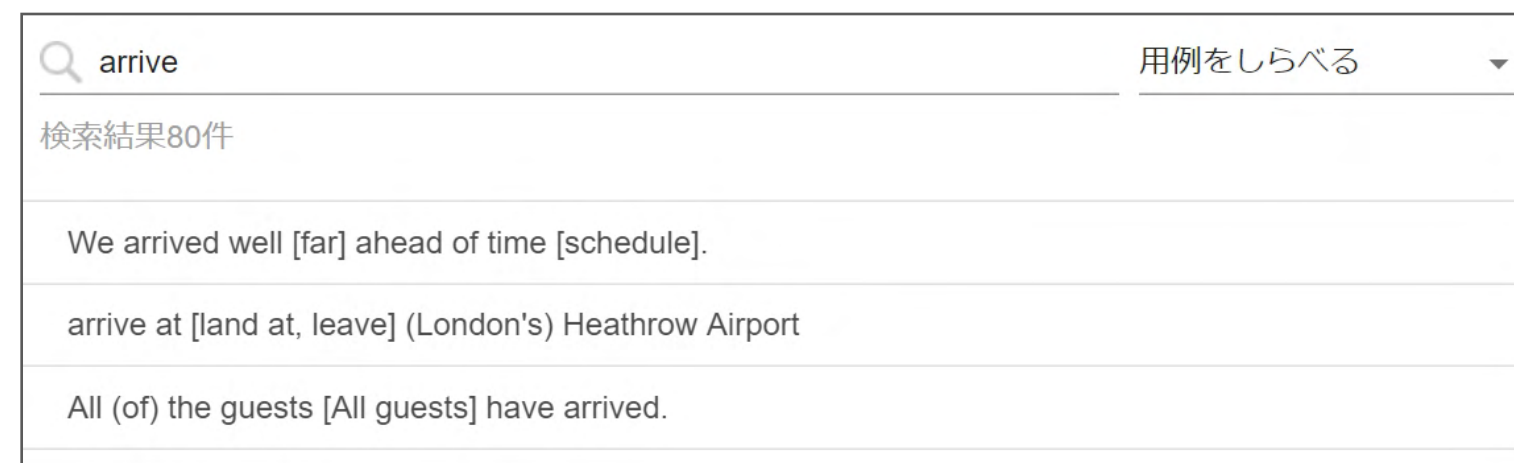 arrive 用例をしらべる
検索結果80件
We arrived well [far] ahead of time [schedule].
arrive at [land at, leave] (London's) Heathrow Airport
All (of) the guests [All guests] have arrived.